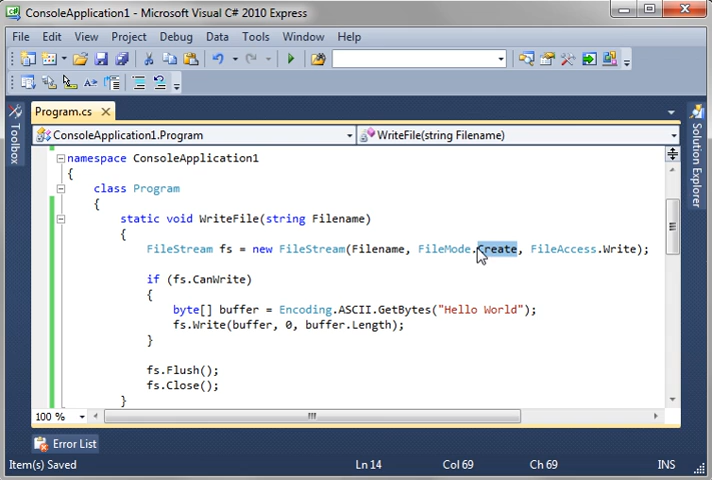 ConsoleApplication1 - Microsoft Visual C# 2010 Express
File Edit View Project Debug Data Tools Window Help
Program.cs
ConsoleApplication1.Program WriteFile(string Filename)
Toolbox
Solution Explorer
namespace ConsoleApplication1
{
class Program
{
static void WriteFile(string Filename)
{
FileStream fs = new FileStream(Filename, FileMode.Create, FileAccess.Write);
if (fs.CanWrite)
{
byte[] buffer = Encoding.ASCII.GetBytes("Hello World");
fs.Write(buffer, 0, buffer.Length);
}
fs.Flush();
fs.Close();
}
100 %
Error List
Item(s) Saved Ln 14 Col 69 Ch 69 INS